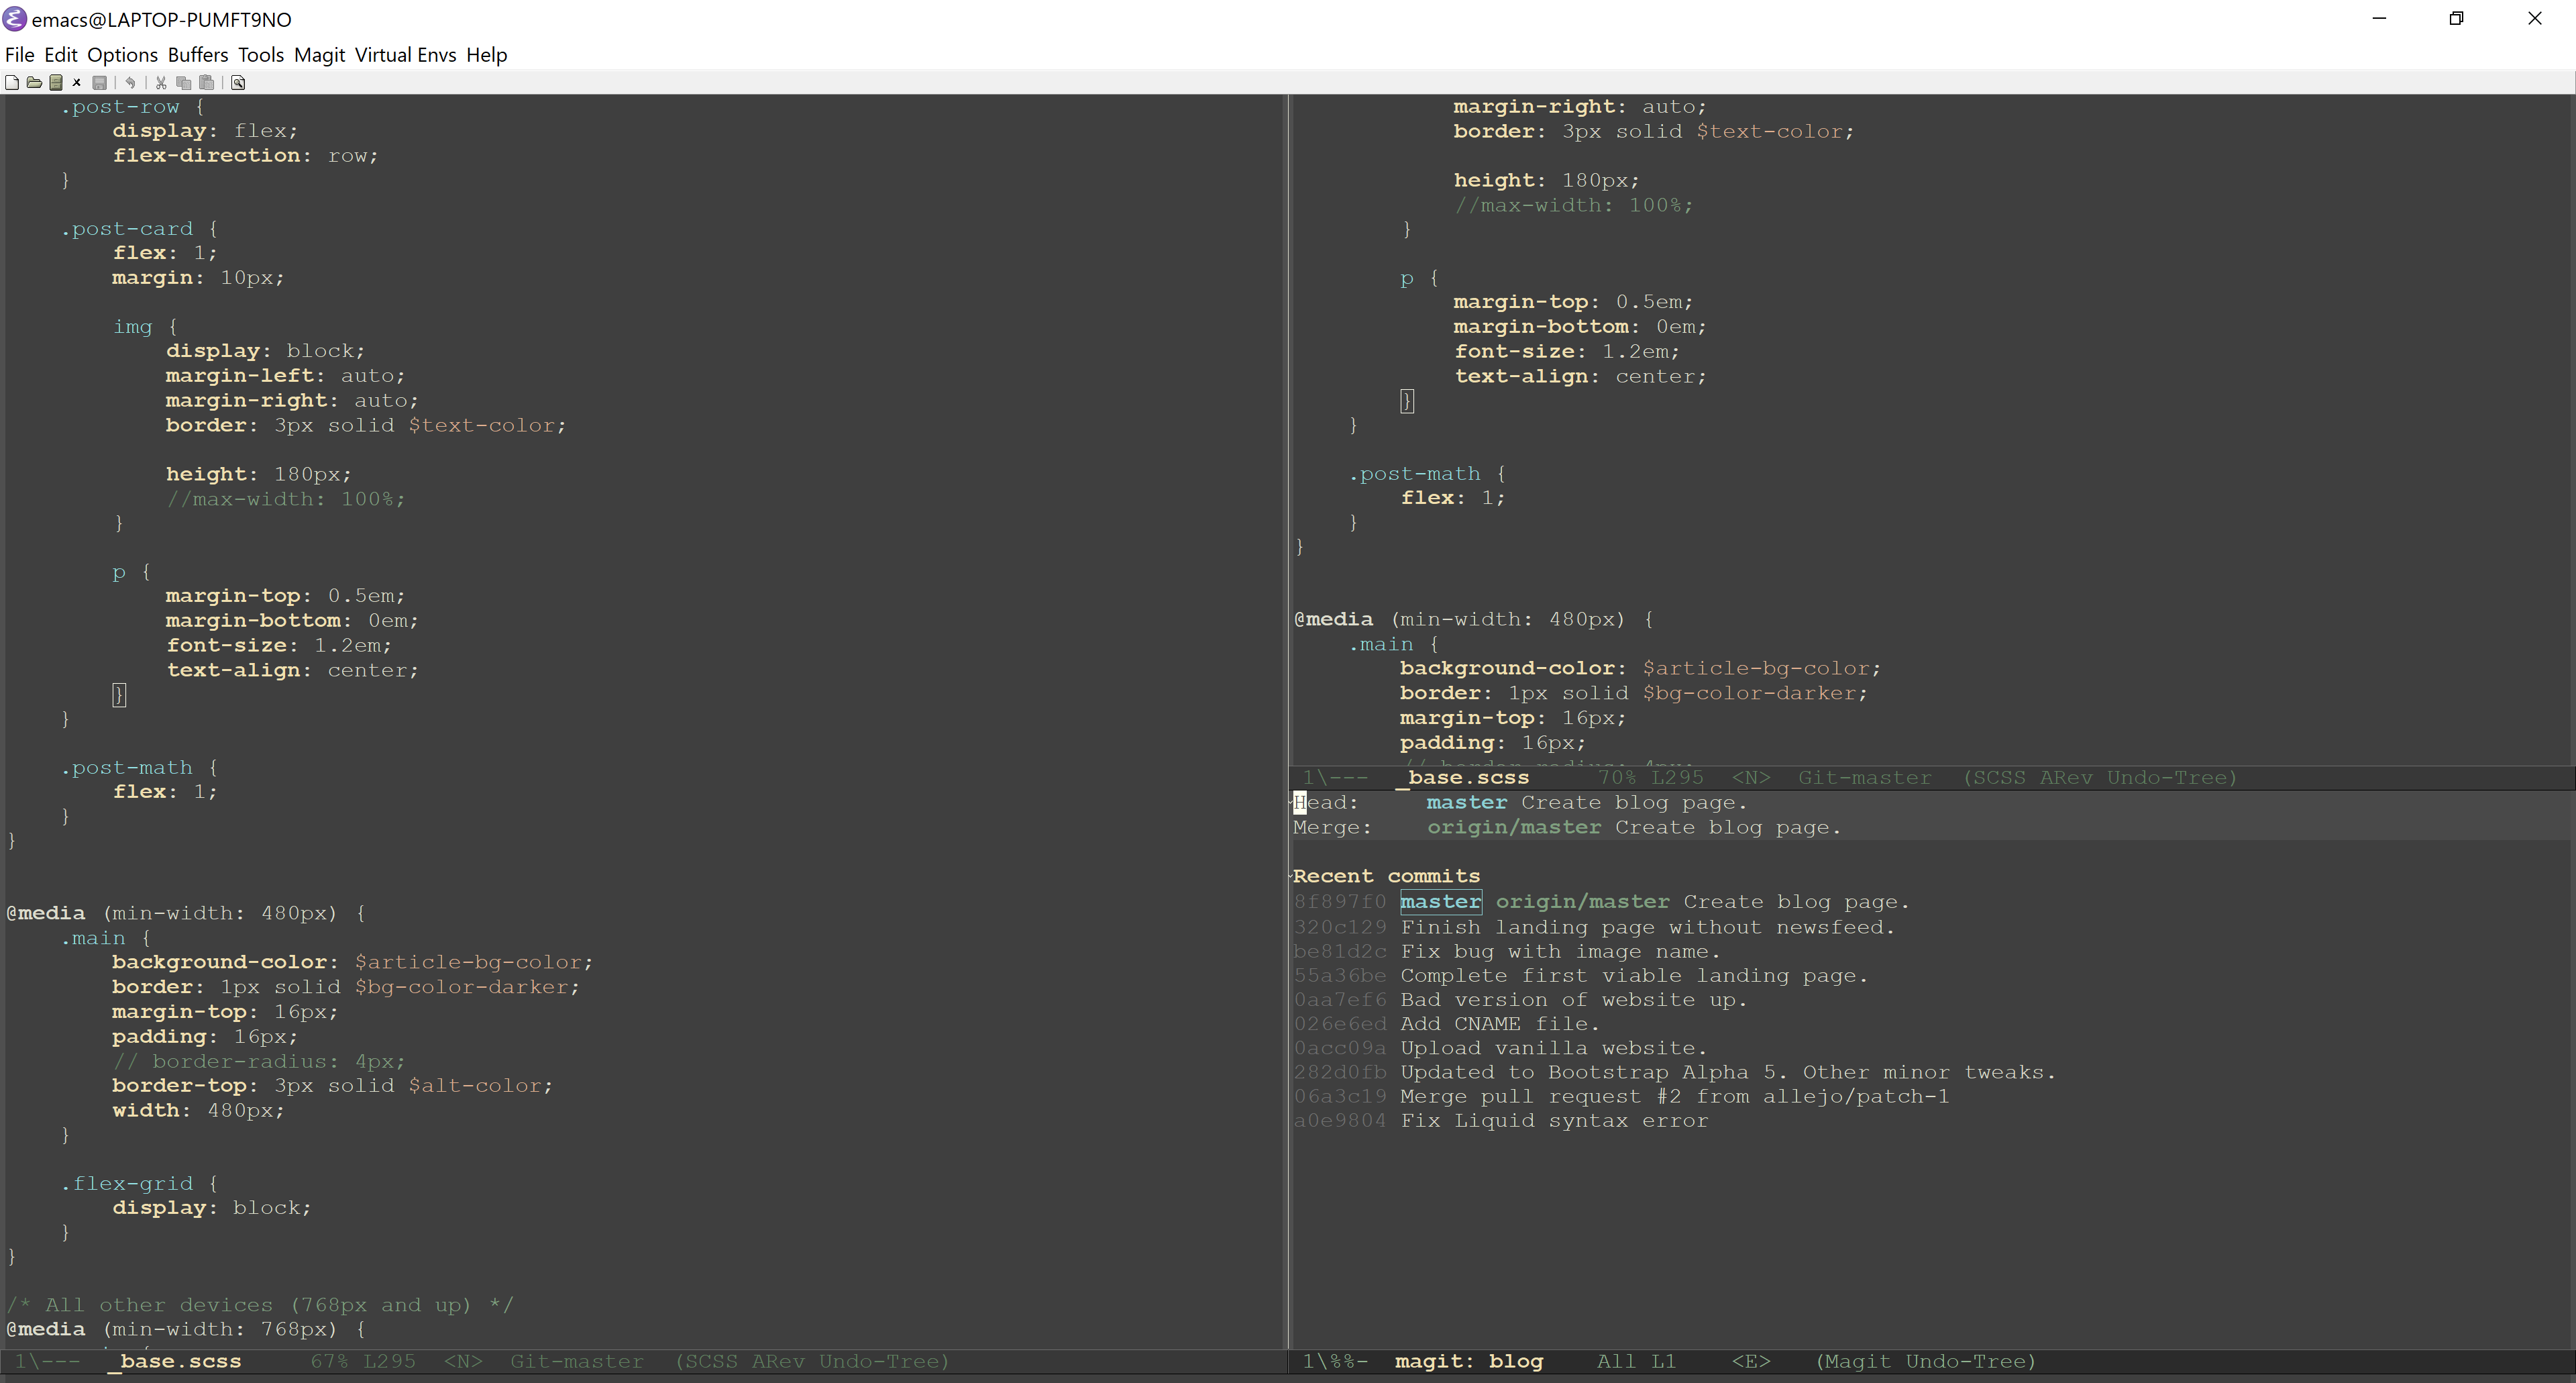 emacs@LAPTOP-PUMFT9NO
File Edit Options Buffers Tools Magit Virtual Envs Help
.post-row {
display: flex;
flex-direction: row;
}
.post-card {
flex: 1;
margin: 10px;
img {
display: block;
margin-left: auto;
margin-right: auto;
border: 3px solid $text-color;
height: 180px;
//max-width: 100%;
}
p {
margin-top: 0.5em;
margin-bottom: 0em;
font-size: 1.2em;
text-align: center;
}
}
.post-math {
flex: 1;
}
}
@media (min-width: 480px) {
.main {
background-color: $article-bg-color;
border: 1px solid $bg-color-darker;
margin-top: 16px;
padding: 16px;
// border-radius: 4px;
border-top: 3px solid $alt-color;
width: 480px;
}
.flex-grid {
display: block;
}
}
/* All other devices (768px and up) */
@media (min-width: 768px) {
1\--- _base.scss 67% L295 <N> Git-master (SCSS ARev Undo-Tree)
margin-right: auto;
border: 3px solid $text-color;
height: 180px;
//max-width: 100%;
}
p {
margin-top: 0.5em;
margin-bottom: 0em;
font-size: 1.2em;
text-align: center;
}
}
.post-math {
flex: 1;
}
}
@media (min-width: 480px) {
.main {
background-color: $article-bg-color;
border: 1px solid $bg-color-darker;
margin-top: 16px;
padding: 16px;
// border-radius: 4px;
1\--- _base.scss 70% L295 <N> Git-master (SCSS ARev Undo-Tree)
Head: master Create blog page.
Merge: origin/master Create blog page.
Recent commits
8f897f0 master origin/master Create blog page.
320c129 Finish landing page without newsfeed.
be81d2c Fix bug with image name.
55a36be Complete first viable landing page.
0aa7ef6 Bad version of website up.
026e6ed Add CNAME file.
0acc09a Upload vanilla website.
282d0fb Updated to Bootstrap Alpha 5. Other minor tweaks.
06a3c19 Merge pull request #2 from allejo/patch-1
a0e9804 Fix Liquid syntax error
1\%%- magit: blog All L1 <E> (Magit Undo-Tree)